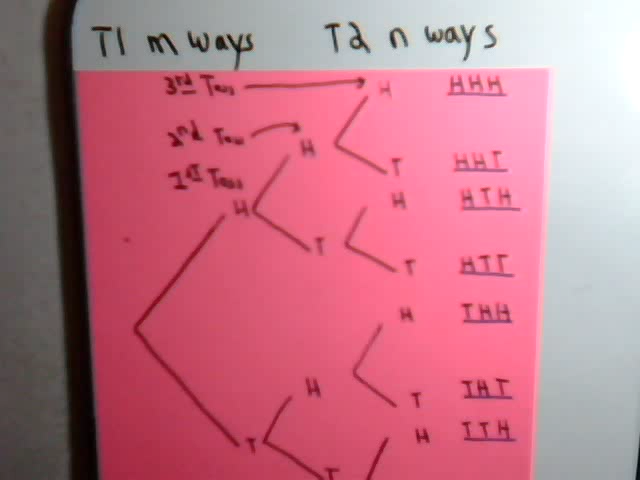 T1 m ways T2 n ways
3rd Toss H HHH
2nd Toss H
T HHT
1st Toss H HTH
H
T
T HTT
H THH
H T THT
H TTH
T
T